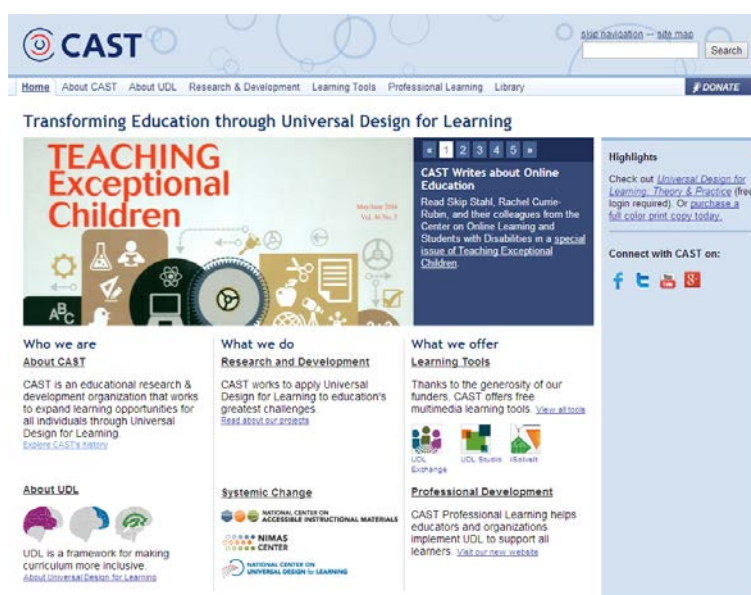 CAST
skip navigation -- site map
Search
Home About CAST About UDL Research & Development Learning Tools Professional Learning Library
DONATE
Transforming Education through Universal Design for Learning
TEACHING
Exceptional
Children
May/June 2014
Vol. 46 No. 5
ABC
« 1 2 3 4 5 »
CAST Writes about Online
Education
Read Skip Stahl, Rachel Currie-
Rubin, and their colleagues from the
Center on Online Learning and
Students with Disabilities in a special
issue of Teaching Exceptional
Children.
Highlights
Check out Universal Design for
Learning: Theory & Practice (free
login required). Or purchase a
full color print copy today.
Connect with CAST on:
Who we are
About CAST
CAST is an educational research &
development organization that works
to expand learning opportunities for
all individuals through Universal
Design for Learning.
Explore CAST's history
What we do
Research and Development
CAST works to apply Universal
Design for Learning to education's
greatest challenges.
Read about our projects
What we offer
Learning Tools
Thanks to the generosity of our
funders, CAST offers free
multimedia learning tools. View all tools
UDL
Exchange
UDL Studio
iSolveIt
About UDL
UDL is a framework for making
curriculum more inclusive.
About Universal Design for Learning
Systemic Change
NATIONAL CENTER ON
ACCESSIBLE INSTRUCTIONAL MATERIALS
NIMAS
CENTER
NATIONAL CENTER ON
UNIVERSAL DESIGN for LEARNING
Professional Development
CAST Professional Learning helps
educators and organizations
implement UDL to support all
learners. Visit our new website